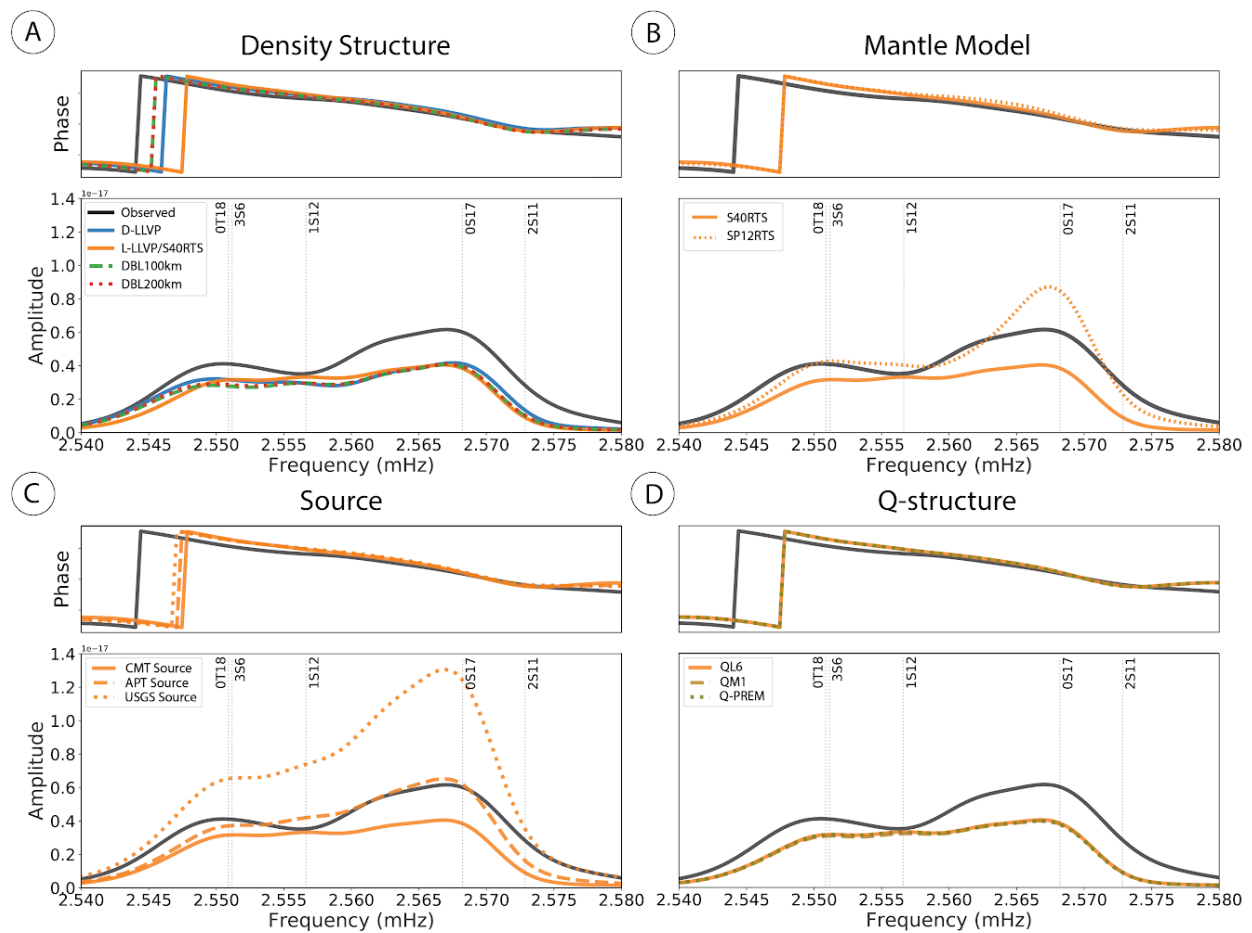 A
Density Structure
Phase
1e−17
1.4
1.2
1.0
0.8
0.6
0.4
0.2
0.0
Amplitude
Observed
D-LLVP
L-LLVP/S40RTS
DBL100km
DBL200km
0T18
3S6
1S12
0S17
2S11
2.540 2.545 2.550 2.555 2.560 2.565 2.570 2.575 2.580
Frequency (mHz)
B
Mantle Model
S40RTS
SP12RTS
0T18
3S6
1S12
0S17
2S11
2.540 2.545 2.550 2.555 2.560 2.565 2.570 2.575 2.580
Frequency (mHz)
C
Source
Phase
1e−17
1.4
1.2
1.0
0.8
0.6
0.4
0.2
0.0
Amplitude
CMT Source
APT Source
USGS Source
0T18
3S6
1S12
0S17
2S11
2.540 2.545 2.550 2.555 2.560 2.565 2.570 2.575 2.580
Frequency (mHz)
D
Q-structure
QL6
QM1
Q-PREM
0T18
3S6
1S12
0S17
2S11
2.540 2.545 2.550 2.555 2.560 2.565 2.570 2.575 2.580
Frequency (mHz)